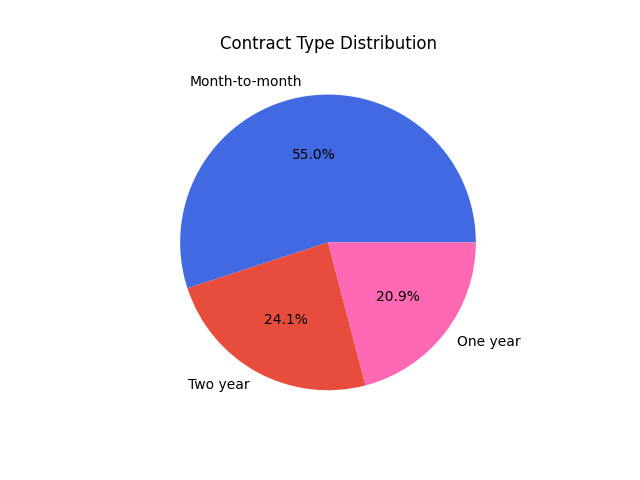 Contract Type Distribution
Month-to-month
55.0%
20.9%
24.1%
One year
Two year